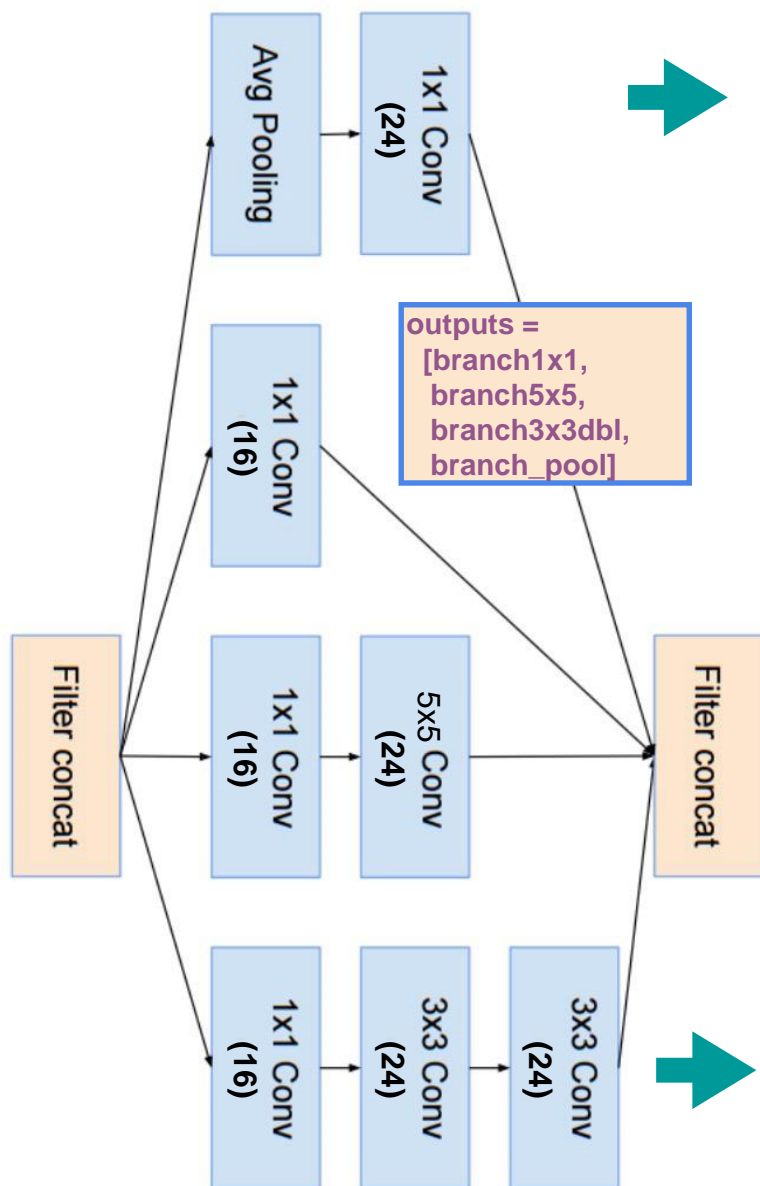 Avg Pooling
1x1 Conv
(24)
outputs =
[branch1x1,
branch5x5,
branch3x3dbl,
branch_pool]
1x1 Conv
(16)
Filter concat
1x1 Conv
(16)
5x5 Conv
(24)
Filter concat
1x1 Conv
(16)
3x3 Conv
(24)
3x3 Conv
(24)